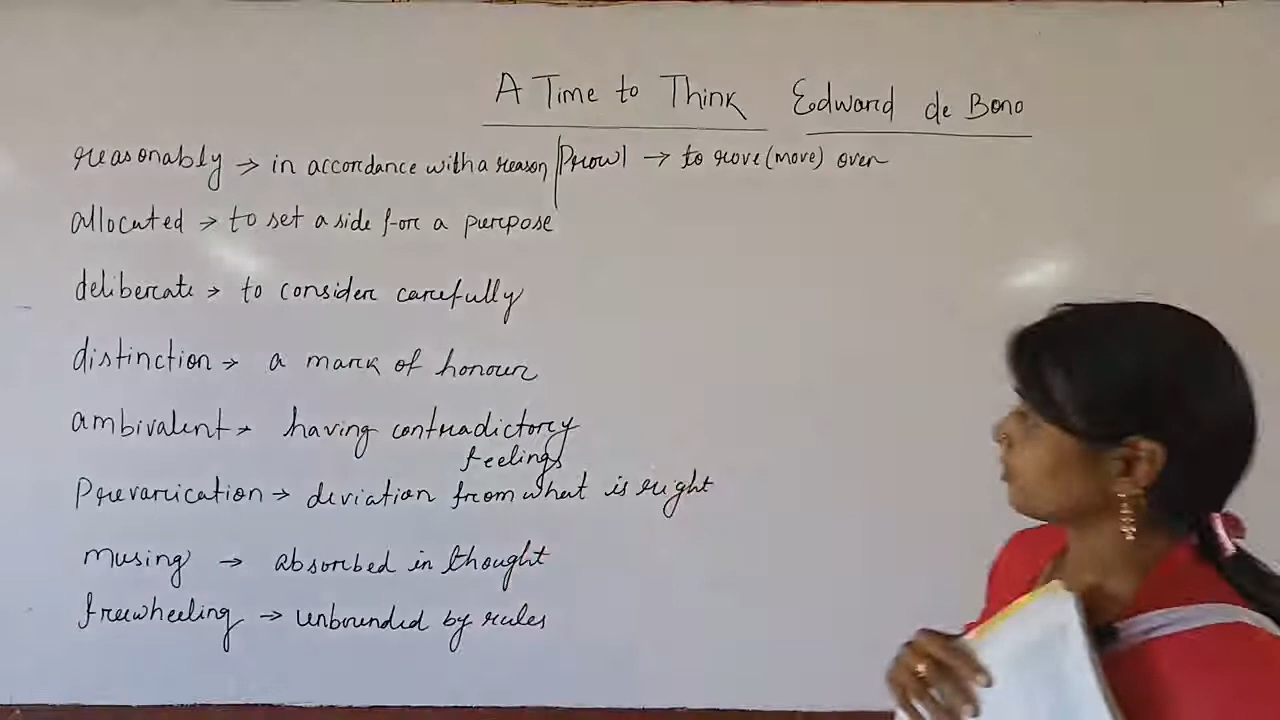 A Time to Think Edward de Bono
reasonably → in accordance with a reason | Prowl → to rove (move) over
allocated → to set a side for a purpose
deliberate → to consider carefully
distinction → a mark of honour
ambivalent → having contradictory
feelings
Prevarication → deviation from what is right
musing → absorbed in thought
freewheeling → unbounded by rules